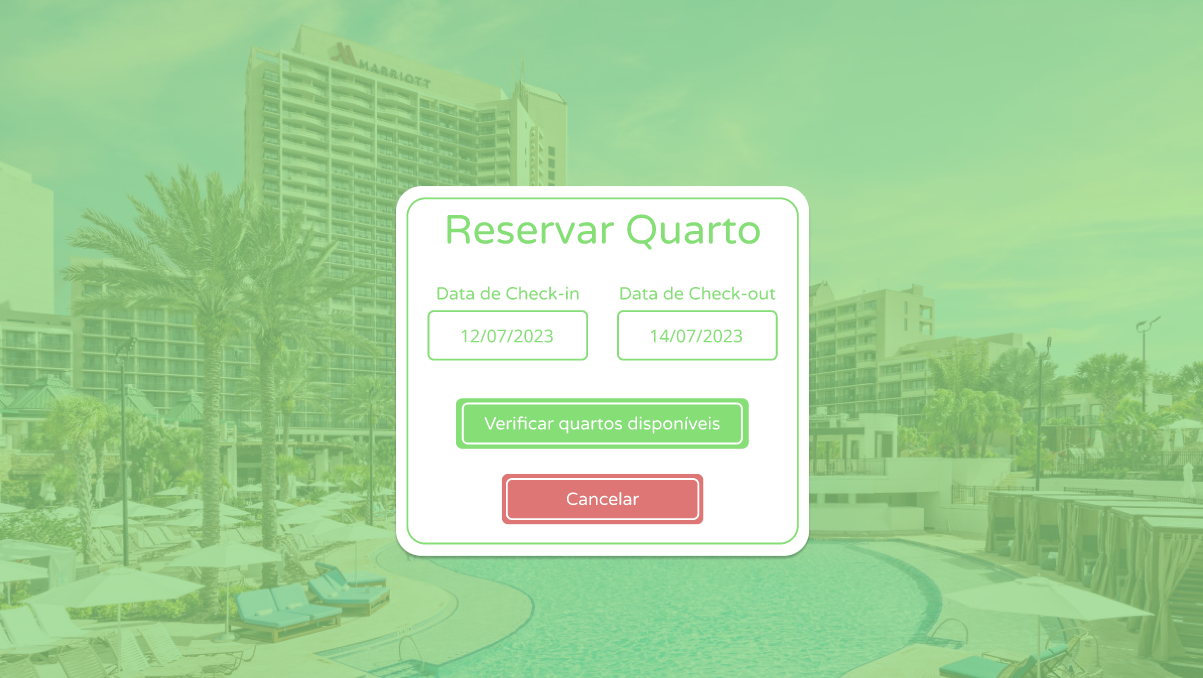 MARRIOTT
Reservar Quarto
Data de Check-in
Data de Check-out
12/07/2023
14/07/2023
Verificar quartos disponíveis
Cancelar